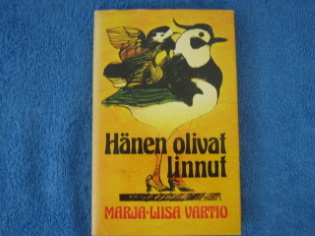 Hänen olivat
linnut
MARJA-LIISA VARTIO